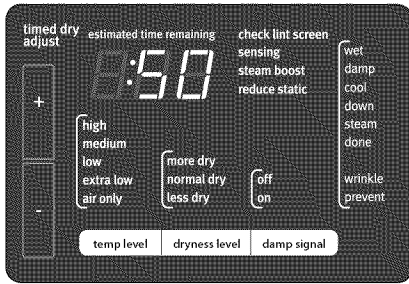 timed dry
adjust
+
-
estimated time remaining
:50
check lint screen
sensing
steam boost
reduce static
high
medium
low
extra low
air only
more dry
normal dry
less dry
off
on
wet
damp
cool
down
steam
done
wrinkle
prevent
temp level
dryness level
damp signal